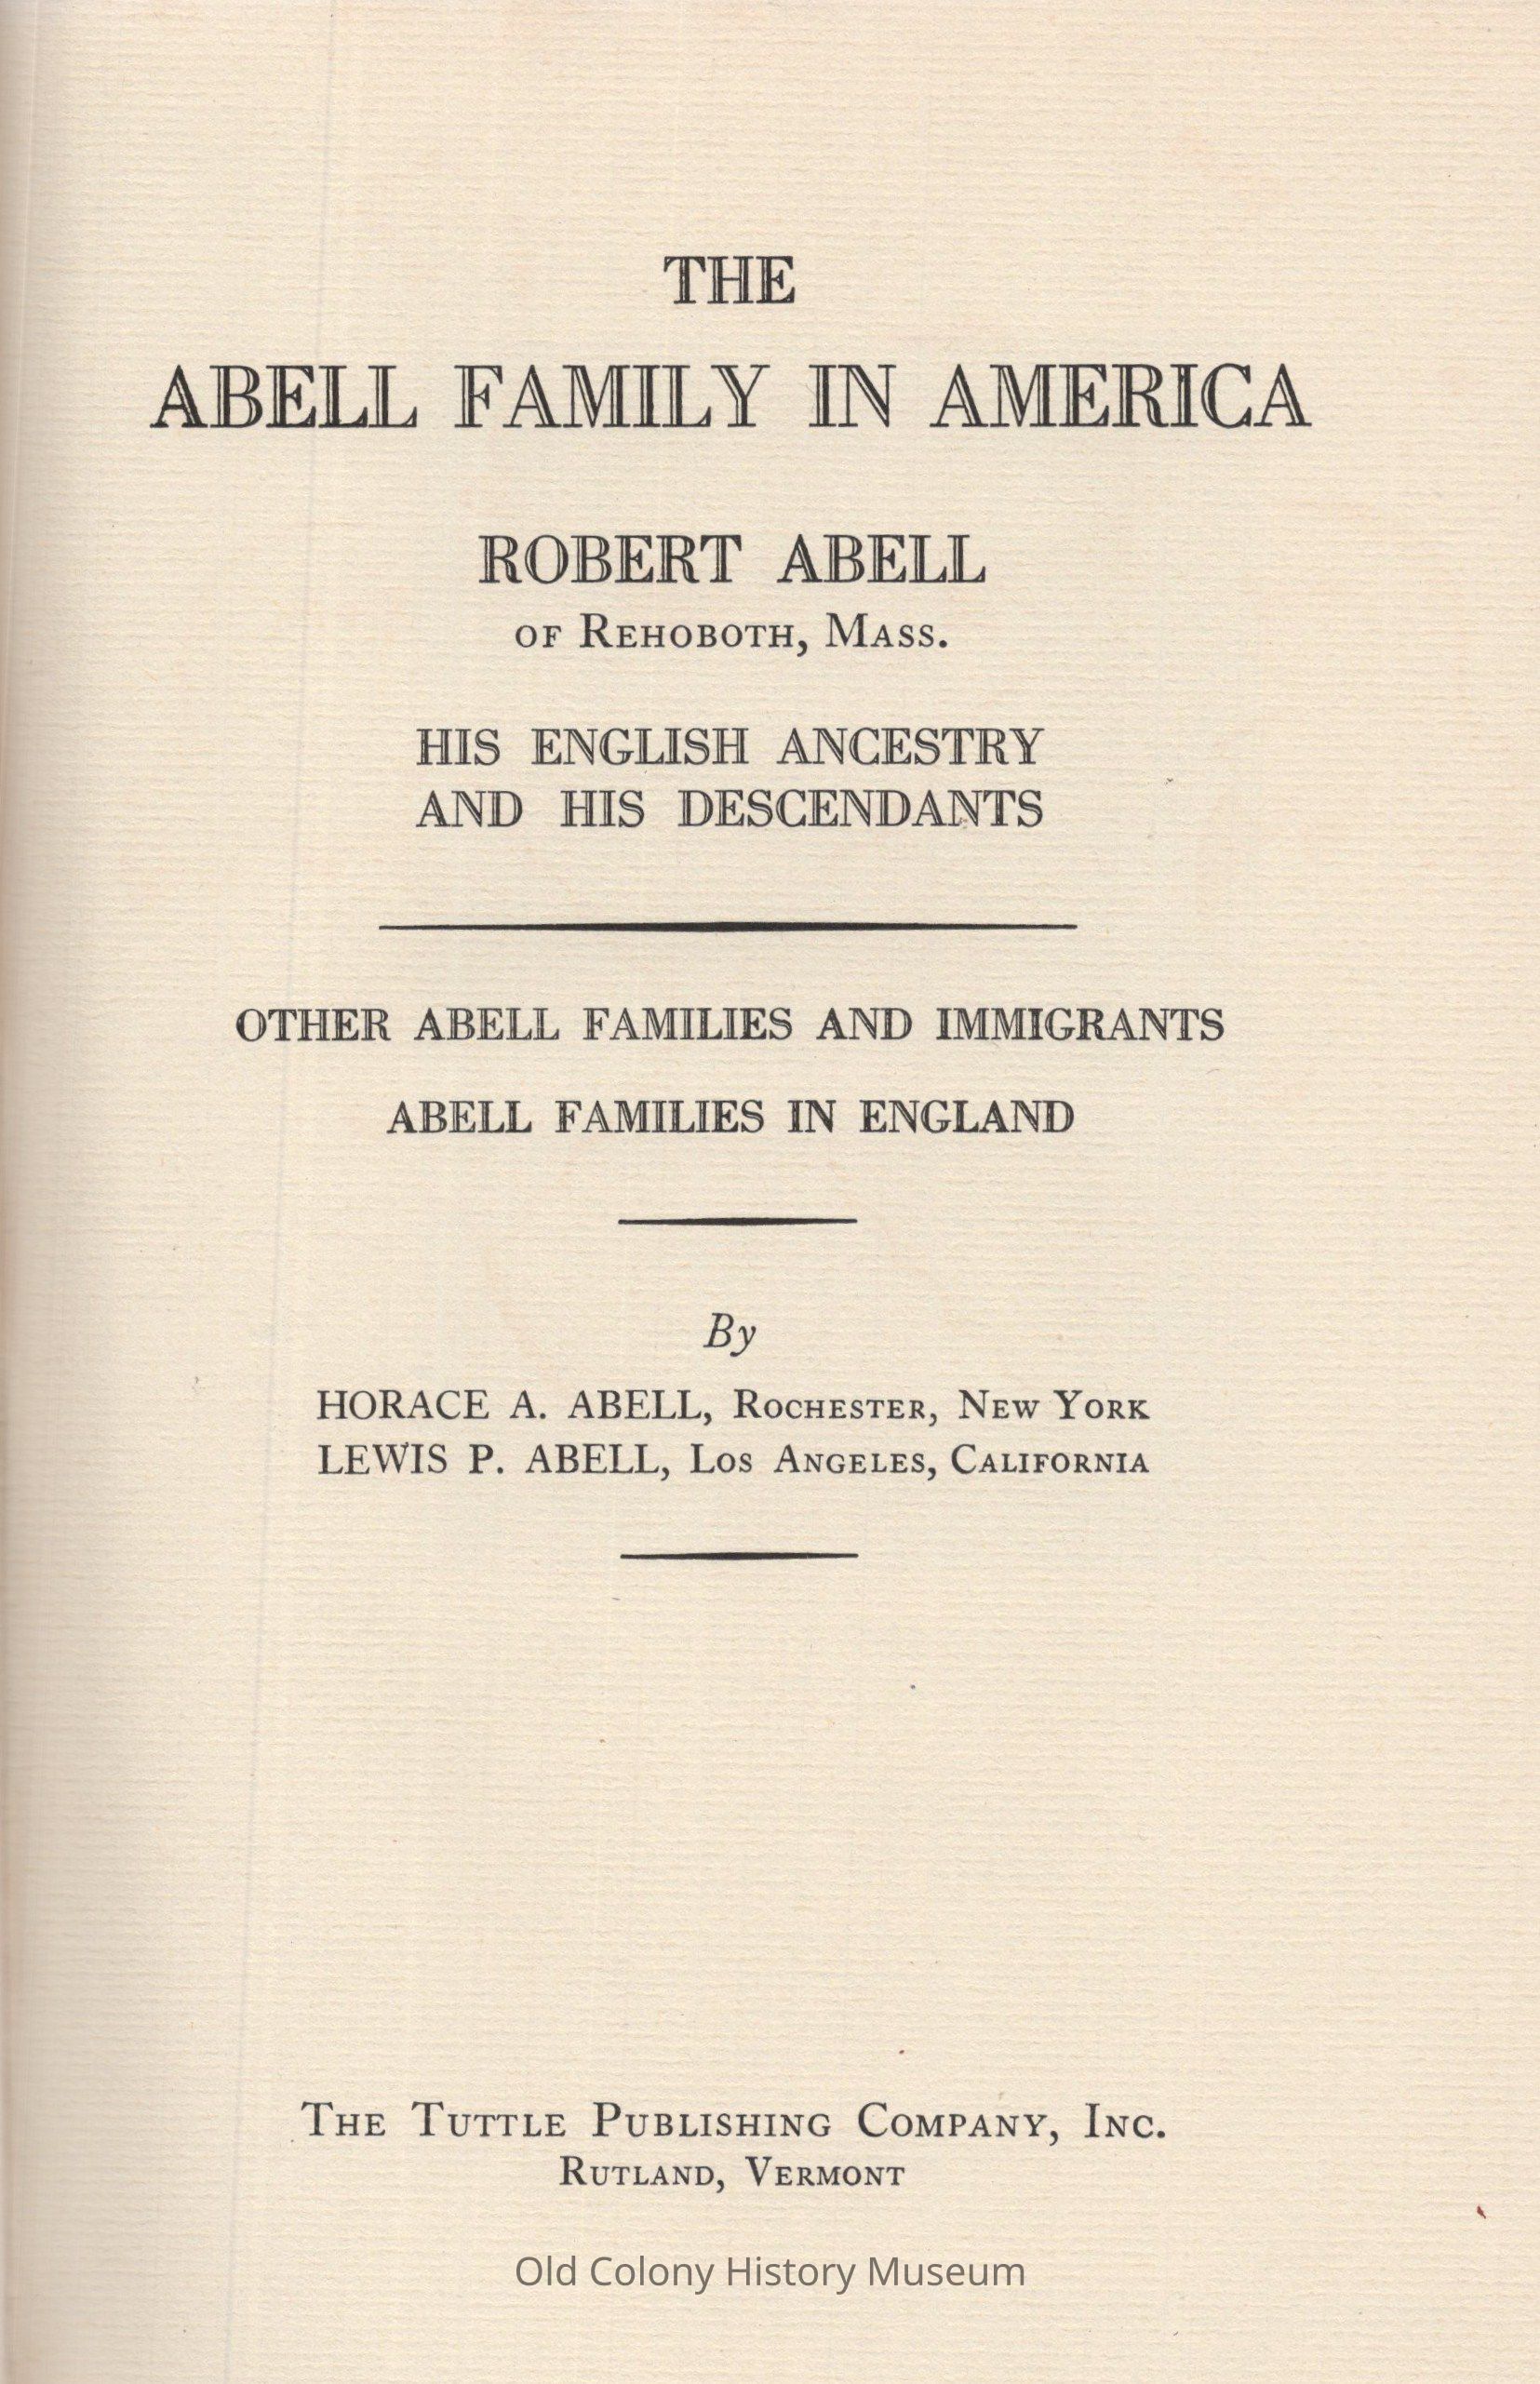 THE
ABELL FAMILY IN AMERICA
ROBERT ABELL
OF REHOBOTH, MASS.
HIS ENGLISH ANCESTRY
AND HIS DESCENDANTS
OTHER ABELL FAMILIES AND IMMIGRANTS
ABELL FAMILIES IN ENGLAND
By
HORACE A. ABELL, ROCHESTER, NEW YORK
LEWIS P. ABELL, LOS ANGELES, CALIFORNIA
THE TUTTLE PUBLISHING COMPANY, INC.
RUTLAND, VERMONT
Old Colony History Museum